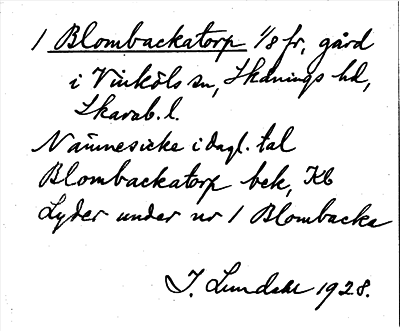 1 Blombackatorp 1/8 fr, gård
i Vinköls sn, Skånings hd,
Skarab. l.
Nämnes icke i dagl. tal
Blombackatorp bek, Kb
Lyder under nr 1 Blombacka
J. Lundahl 1928.